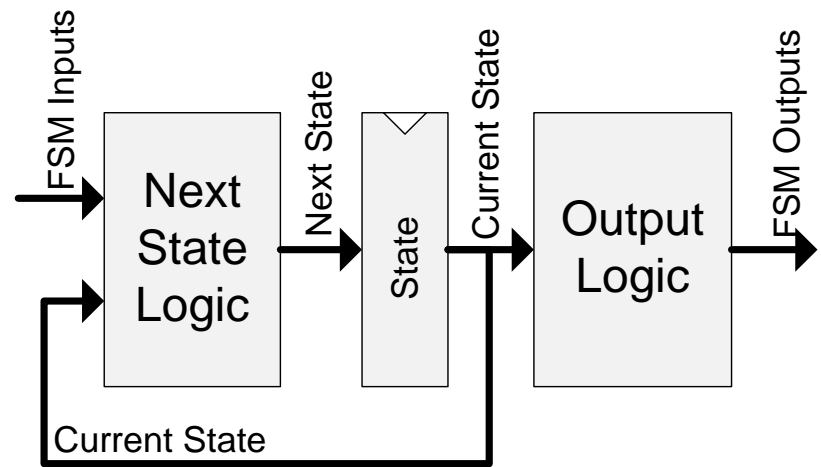 FSM Inputs
Next
State
Logic
Next State
State
Current State
Output
Logic
FSM Outputs
Current State